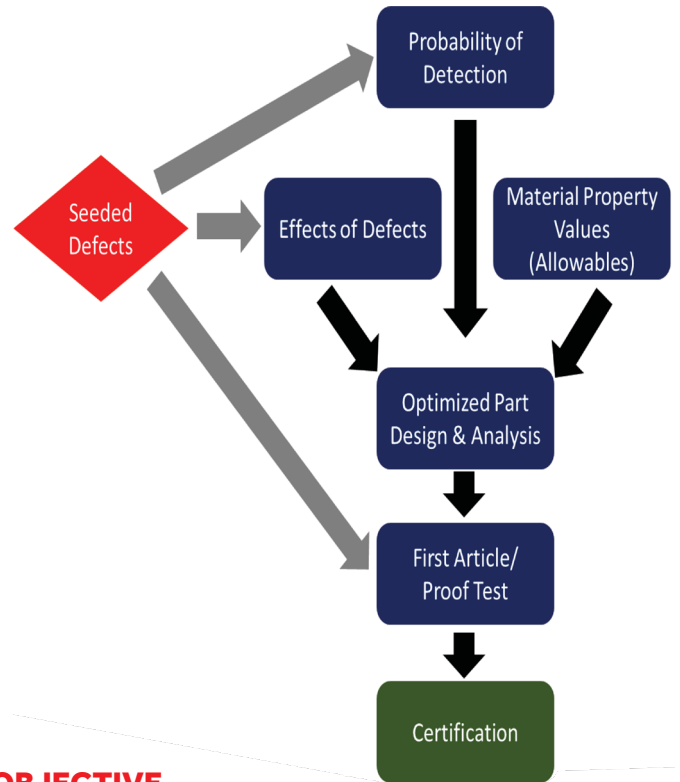 Probability of
Detection
Seeded
Defects
Effects of Defects
Material Property
Values
(Allowables)
Optimized Part
Design & Analysis
First Article/
Proof Test
Certification
OBJECTIVE